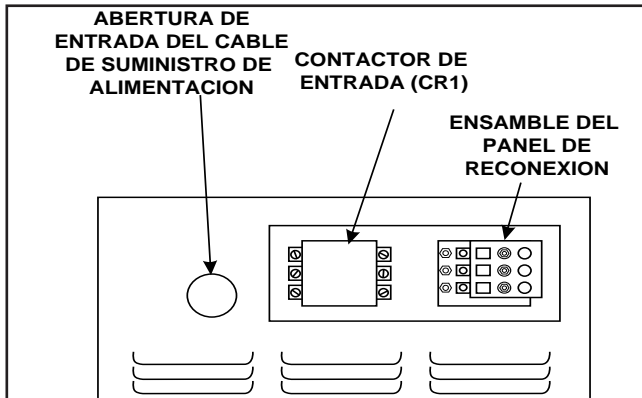 ABERTURA DE
ENTRADA DEL CABLE
DE SUMINISTRO DE
ALIMENTACION
CONTACTOR DE
ENTRADA (CR1)
ENSAMBLE DEL
PANEL DE
RECONEXION